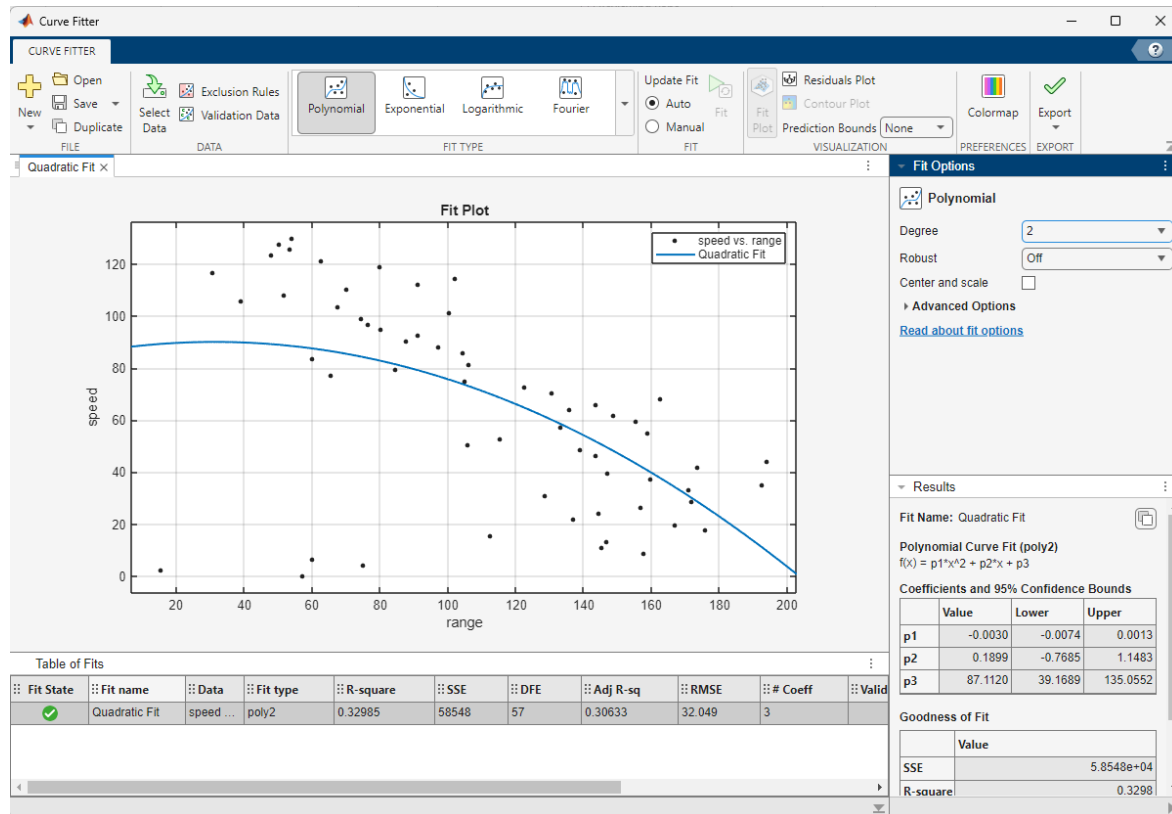 Curve Fitter
CURVE FITTER
New
Open
Save
Duplicate
FILE
Select Data
Exclusion Rules
Validation Data
DATA
Polynomial
Exponential
Logarithmic
Fourier
FIT TYPE
Update Fit
Auto
Manual
Fit
FIT
Fit Plot
Residuals Plot
Contour Plot
Prediction Bounds None
VISUALIZATION
Colormap
PREFERENCES
Export
EXPORT
Quadratic Fit
Fit Plot
speed vs. range
Quadratic Fit
120
100
80
60
40
20
0
speed
20 40 60 80 100 120 140 160 180 200
range
Table of Fits
Fit State Fit name Data Fit type R-square SSE DFE Adj R-sq RMSE # Coeff Valid
Quadratic Fit speed ... poly2 0.32985 58548 57 0.30633 32.049 3
Fit Options
Polynomial
Degree 2
Robust Off
Center and scale
Advanced Options
Read about fit options
Results
Fit Name: Quadratic Fit
Polynomial Curve Fit (poly2)
f(x) = p1*x^2 + p2*x + p3
Coefficients and 95% Confidence Bounds
Value Lower Upper
p1 -0.0030 -0.0074 0.0013
p2 0.1899 -0.7685 1.1483
p3 87.1120 39.1689 135.0552
Goodness of Fit
Value
SSE 5.8548e+04
R-square 0.3298